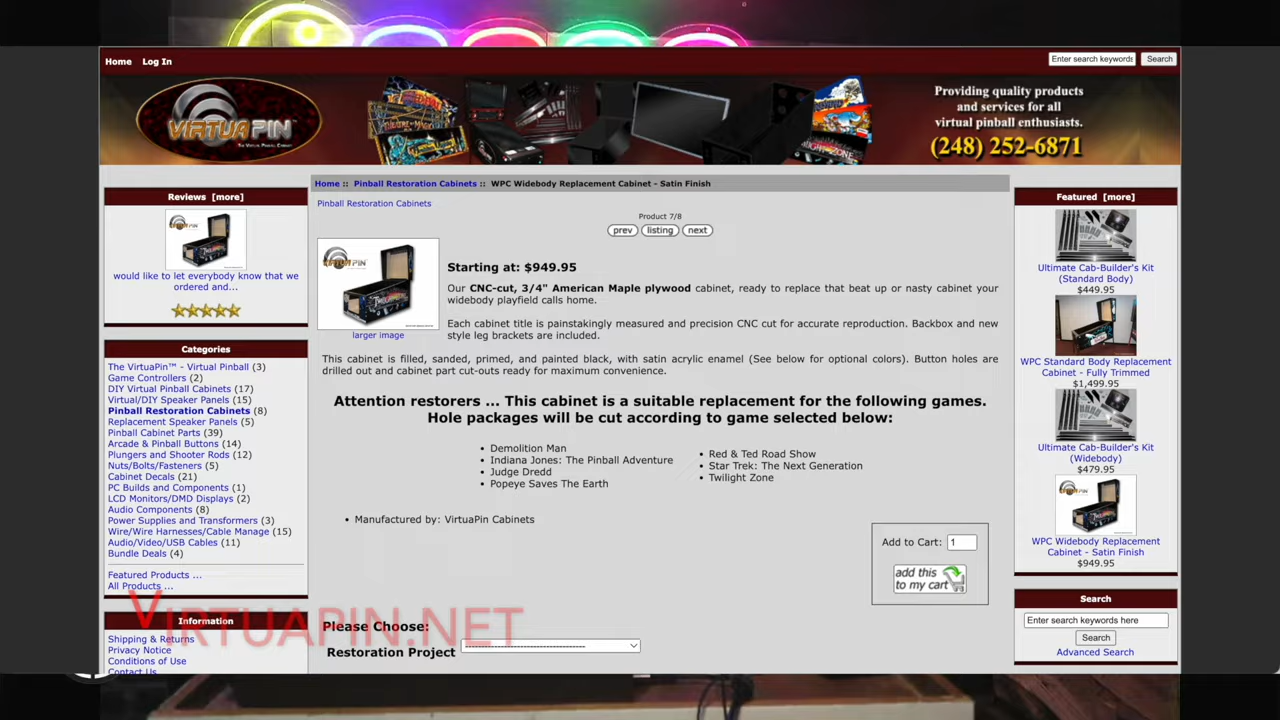 Home Log In
Enter search keywords Search
VIRTUAPIN
THE VIRTUAL PINBALL COMPANY
Providing quality products
and services for all
virtual pinball enthusiasts.
(248) 252-6871
Home :: Pinball Restoration Cabinets :: WPC Widebody Replacement Cabinet - Satin Finish
Reviews [more]
would like to let everybody know that we
ordered and...
Categories
The VirtuaPin™ - Virtual Pinball (3)
Game Controllers (2)
DIY Virtual Pinball Cabinets (17)
Virtual/DIY Speaker Panels (15)
Pinball Restoration Cabinets (8)
Replacement Speaker Panels (5)
Pinball Cabinet Parts (39)
Arcade & Pinball Buttons (14)
Plungers and Shooter Rods (12)
Nuts/Bolts/Fasteners (5)
Cabinet Decals (21)
PC Builds and Components (1)
LCD Monitors/DMD Displays (2)
Audio Components (8)
Power Supplies and Transformers (3)
Wire/Wire Harnesses/Cable Manage (15)
Audio/Video/USB Cables (11)
Bundle Deals (4)
Featured Products ...
All Products ...
Information
Shipping & Returns
Privacy Notice
Conditions of Use
Contact Us
Pinball Restoration Cabinets
Product 7/8
prev listing next
larger image
Starting at: $949.95
Our CNC-cut, 3/4" American Maple plywood cabinet, ready to replace that beat up or nasty cabinet your
widebody playfield calls home.
Each cabinet title is painstakingly measured and precision CNC cut for accurate reproduction. Backbox and new
style leg brackets are included.
This cabinet is filled, sanded, primed, and painted black, with satin acrylic enamel (See below for optional colors). Button holes are
drilled out and cabinet part cut-outs ready for maximum convenience.
Attention restorers ... This cabinet is a suitable replacement for the following games.
Hole packages will be cut according to game selected below:
• Demolition Man
• Indiana Jones: The Pinball Adventure
• Judge Dredd
• Popeye Saves The Earth
• Red & Ted Road Show
• Star Trek: The Next Generation
• Twilight Zone
• Manufactured by: VirtuaPin Cabinets
Add to Cart: 1
add this
to my cart
Please Choose:
Restoration Project
VIRTUAPIN.NET
Featured [more]
Ultimate Cab-Builder's Kit
(Standard Body)
$449.95
WPC Standard Body Replacement
Cabinet - Fully Trimmed
$1,499.95
Ultimate Cab-Builder's Kit
(Widebody)
$479.95
WPC Widebody Replacement
Cabinet - Satin Finish
$949.95
Search
Enter search keywords here
Search
Advanced Search